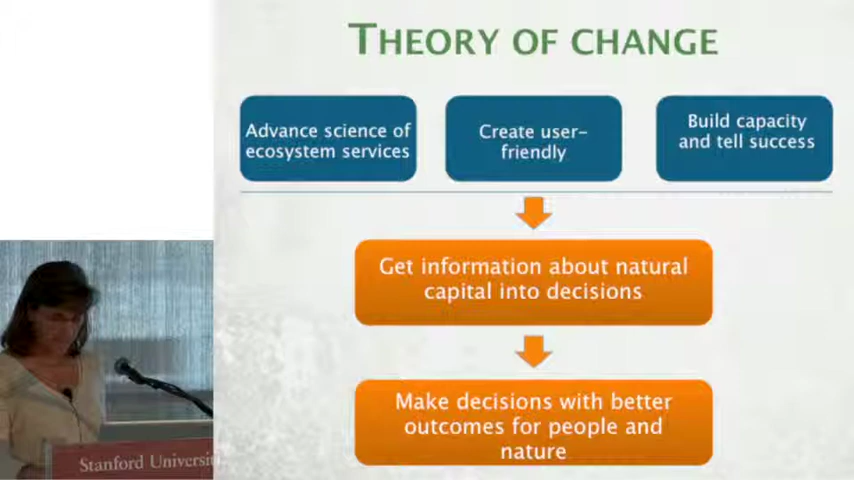 THEORY OF CHANGE
Advance science of
ecosystem services
Create user-
friendly
Build capacity
and tell success
Get information about natural
capital into decisions
Make decisions with better
outcomes for people and
nature
Stanford Universi